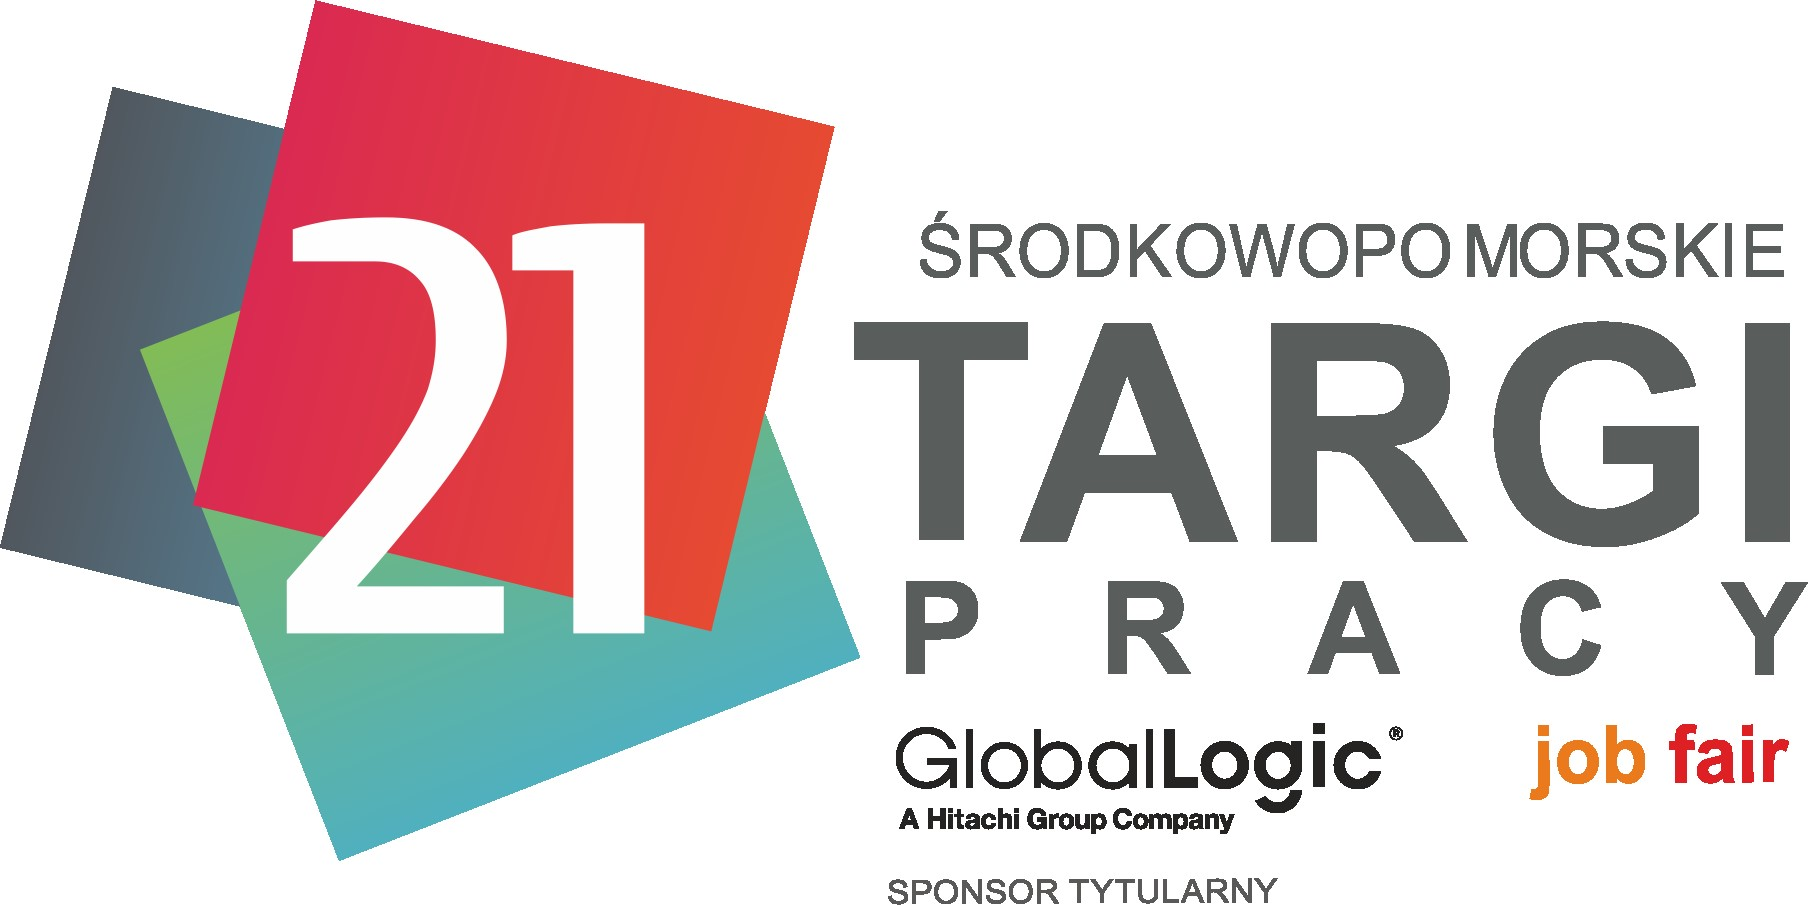 21
ŚRODKOWOPOMORSKIE
TARGI
PRACY
GlobalLogic®
job fair
A Hitachi Group Company
SPONSOR TYTULARNY